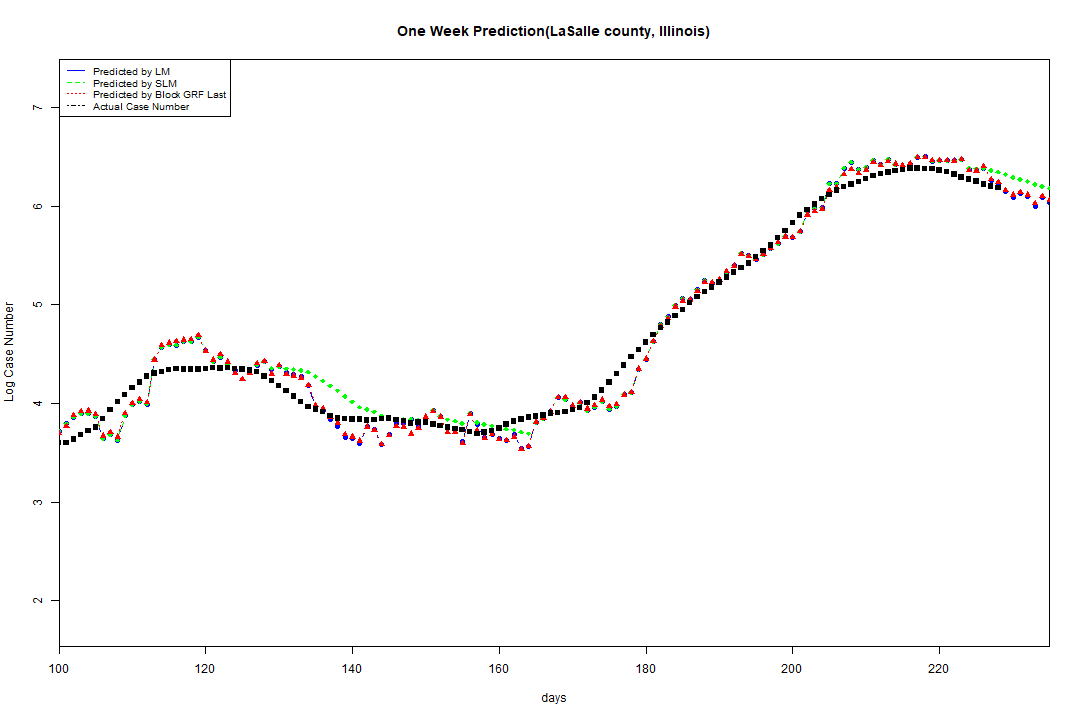 One Week Prediction(LaSalle county, Illinois)
Predicted by LM
Predicted by SLM
Predicted by Block GRF Last
Actual Case Number
7
6
5
4
3
2
Log Case Number
100 120 140 160 180 200 220
days